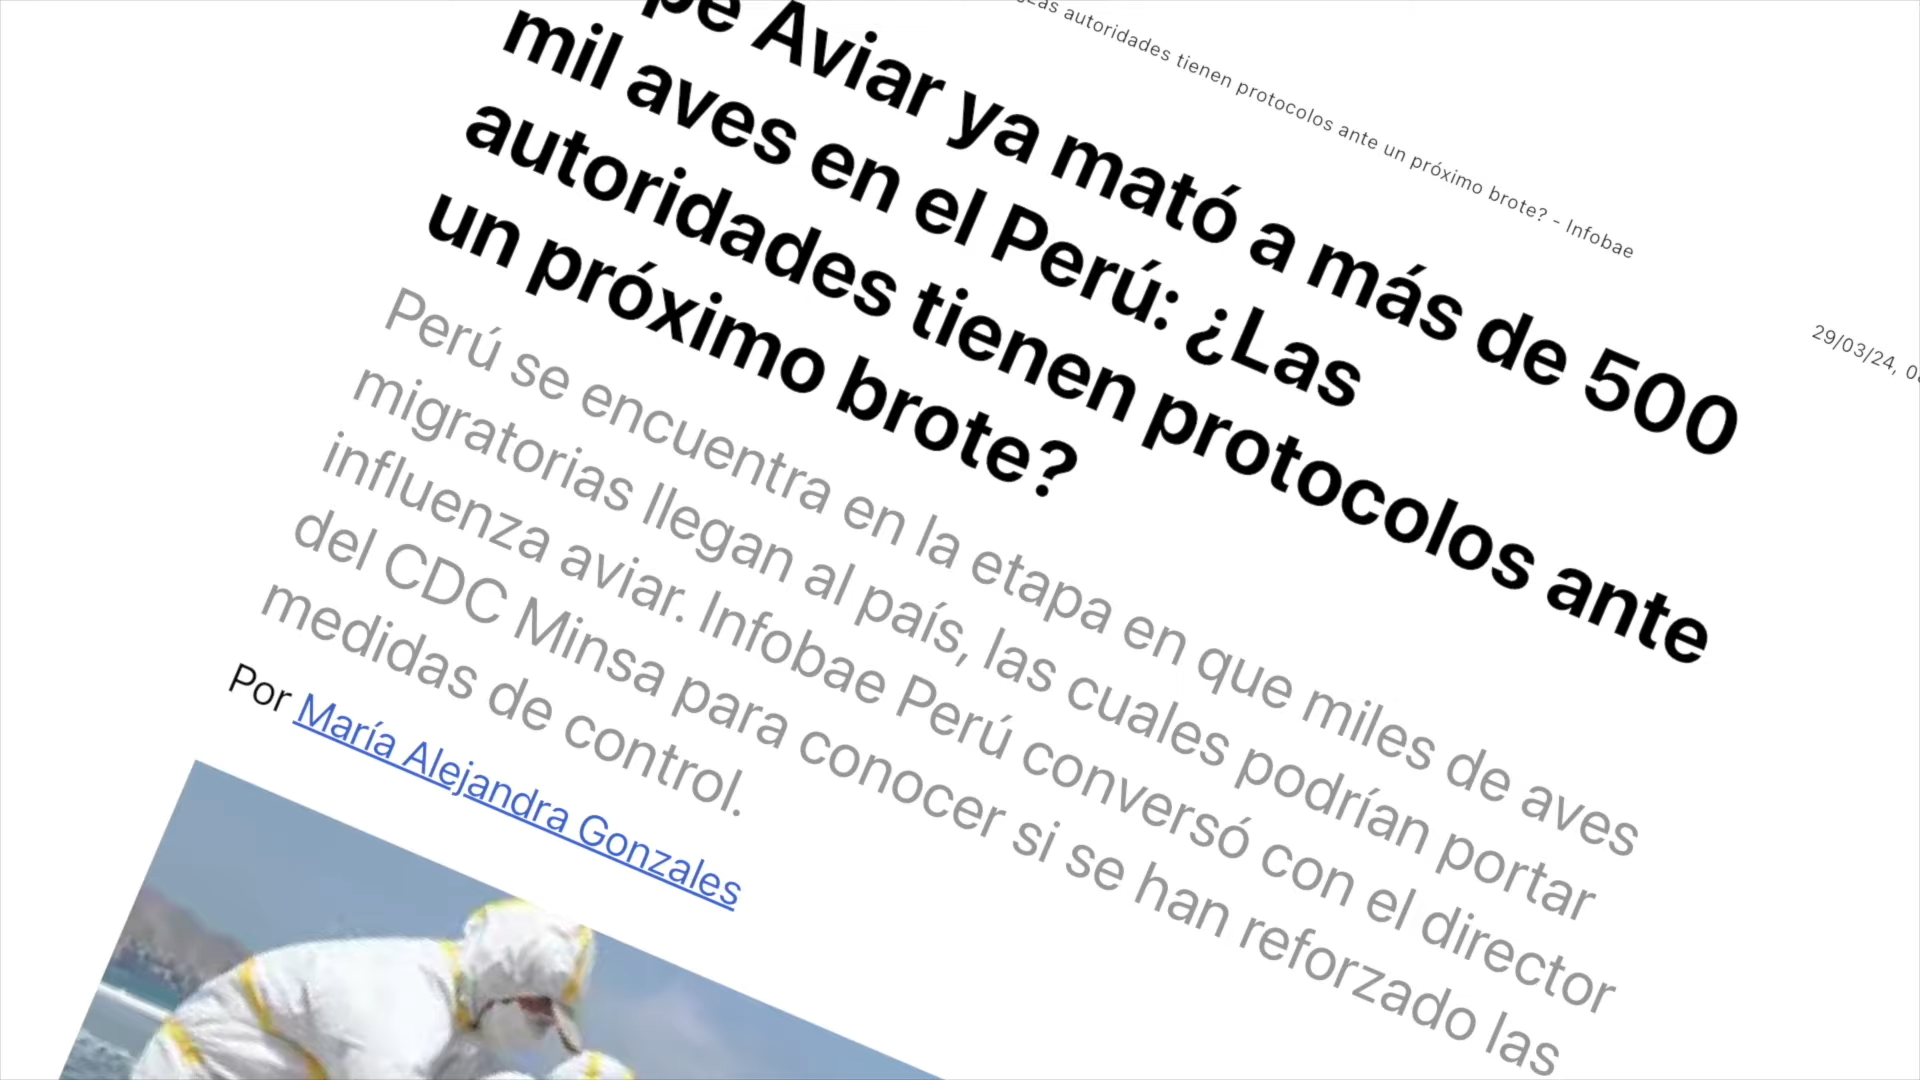 ¿Las autoridades tienen protocolos ante un próximo brote? - Infobae
29/03/24,
Aviar ya mató a más de 500
mil aves en el Perú: ¿Las
autoridades tienen protocolos ante
un próximo brote?
Perú se encuentra en la etapa en que miles de aves
migratorias llegan al país, las cuales podrían portar
influenza aviar. Infobae Perú conversó con el director
del CDC Minsa para conocer si se han reforzado las
medidas de control.
Por María Alejandra Gonzales